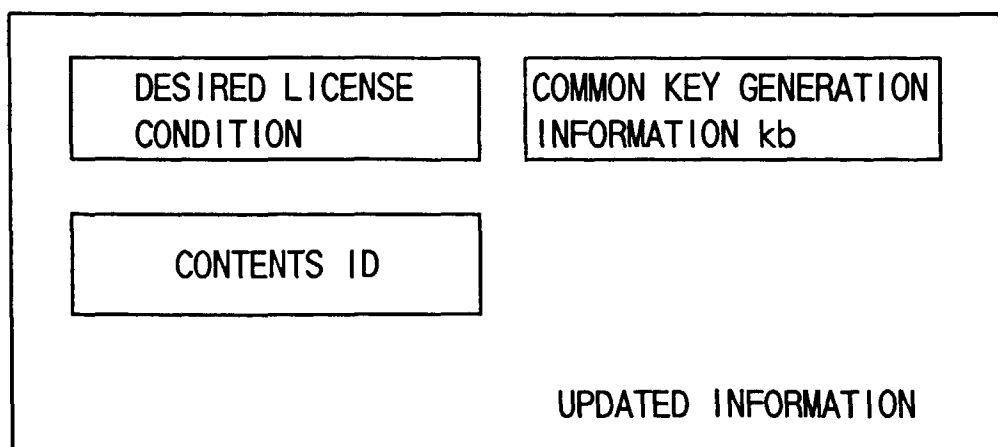 DESIRED LICENSE
CONDITION
COMMON KEY GENERATION
INFORMATION kb
CONTENTS ID
UPDATED INFORMATION